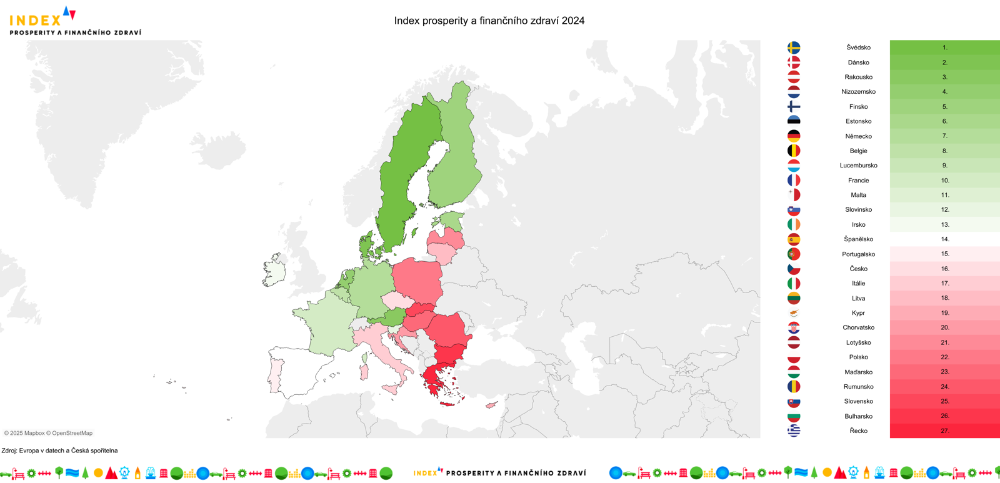 INDEX
PROSPERITY A FINANČNÍHO ZDRAVÍ
Index prosperity a finančního zdraví 2024
Švédsko 1.
Dánsko 2.
Rakousko 3.
Nizozemsko 4.
Finsko 5.
Estonsko 6.
Německo 7.
Belgie 8.
Lucembursko 9.
Francie 10.
Malta 11.
Slovinsko 12.
Irsko 13.
Španělsko 14.
Portugalsko 15.
Česko 16.
Itálie 17.
Litva 18.
Kypr 19.
Chorvatsko 20.
Lotyšsko 21.
Polsko 22.
Maďarsko 23.
Rumunsko 24.
Slovensko 25.
Bulharsko 26.
Řecko 27.
© 2025 Mapbox © OpenStreetMap
Zdroj: Evropa v datech a Česká spořitelna
INDEX PROSPERITY A FINANČNÍHO ZDRAVÍ